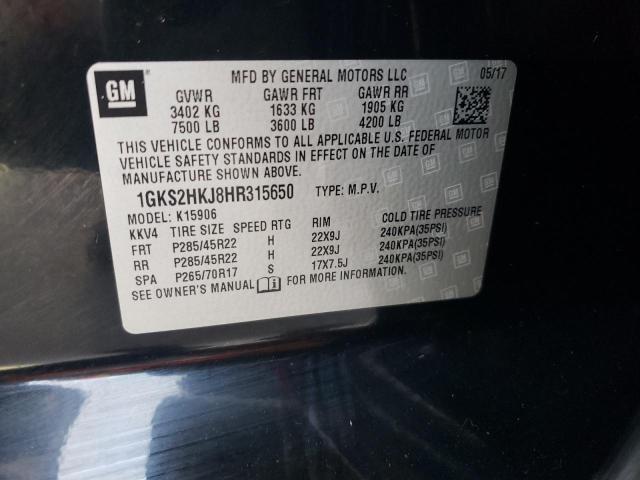 GM
MFD BY GENERAL MOTORS LLC 05/17
GVWR GAWR FRT GAWR RR
3402 KG 1633 KG 1905 KG
7500 LB 3600 LB 4200 LB
THIS VEHICLE CONFORMS TO ALL APPLICABLE U.S. FEDERAL MOTOR
VEHICLE SAFETY STANDARDS IN EFFECT ON THE DATE OF
MANUFACTURE SHOWN ABOVE.
1GKS2HKJ8HR315650 TYPE: M.P.V.
MODEL: K15906
KKV4 TIRE SIZE SPEED RTG RIM COLD TIRE PRESSURE
FRT P285/45R22 H 22X9J 240KPA(35PSI)
RR P285/45R22 H 22X9J 240KPA(35PSI)
SPA P265/70R17 S 17X7.5J 240KPA(35PSI)
SEE OWNER'S MANUAL FOR MORE INFORMATION.